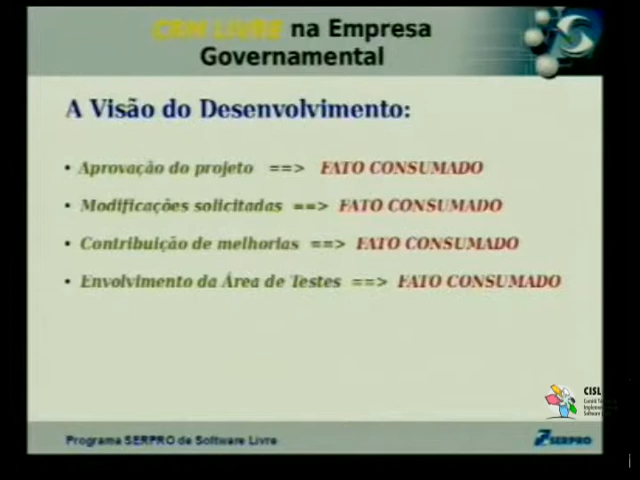 CRM LIVRE na Empresa
Governamental
A Visão do Desenvolvimento:
• Aprovação do projeto ==> FATO CONSUMADO
• Modificações solicitadas ==> FATO CONSUMADO
• Contribuição de melhorias ==> FATO CONSUMADO
• Envolvimento da Área de Testes ==> FATO CONSUMADO
CISL
Programa SERPRO de Software Livre
SERPRO